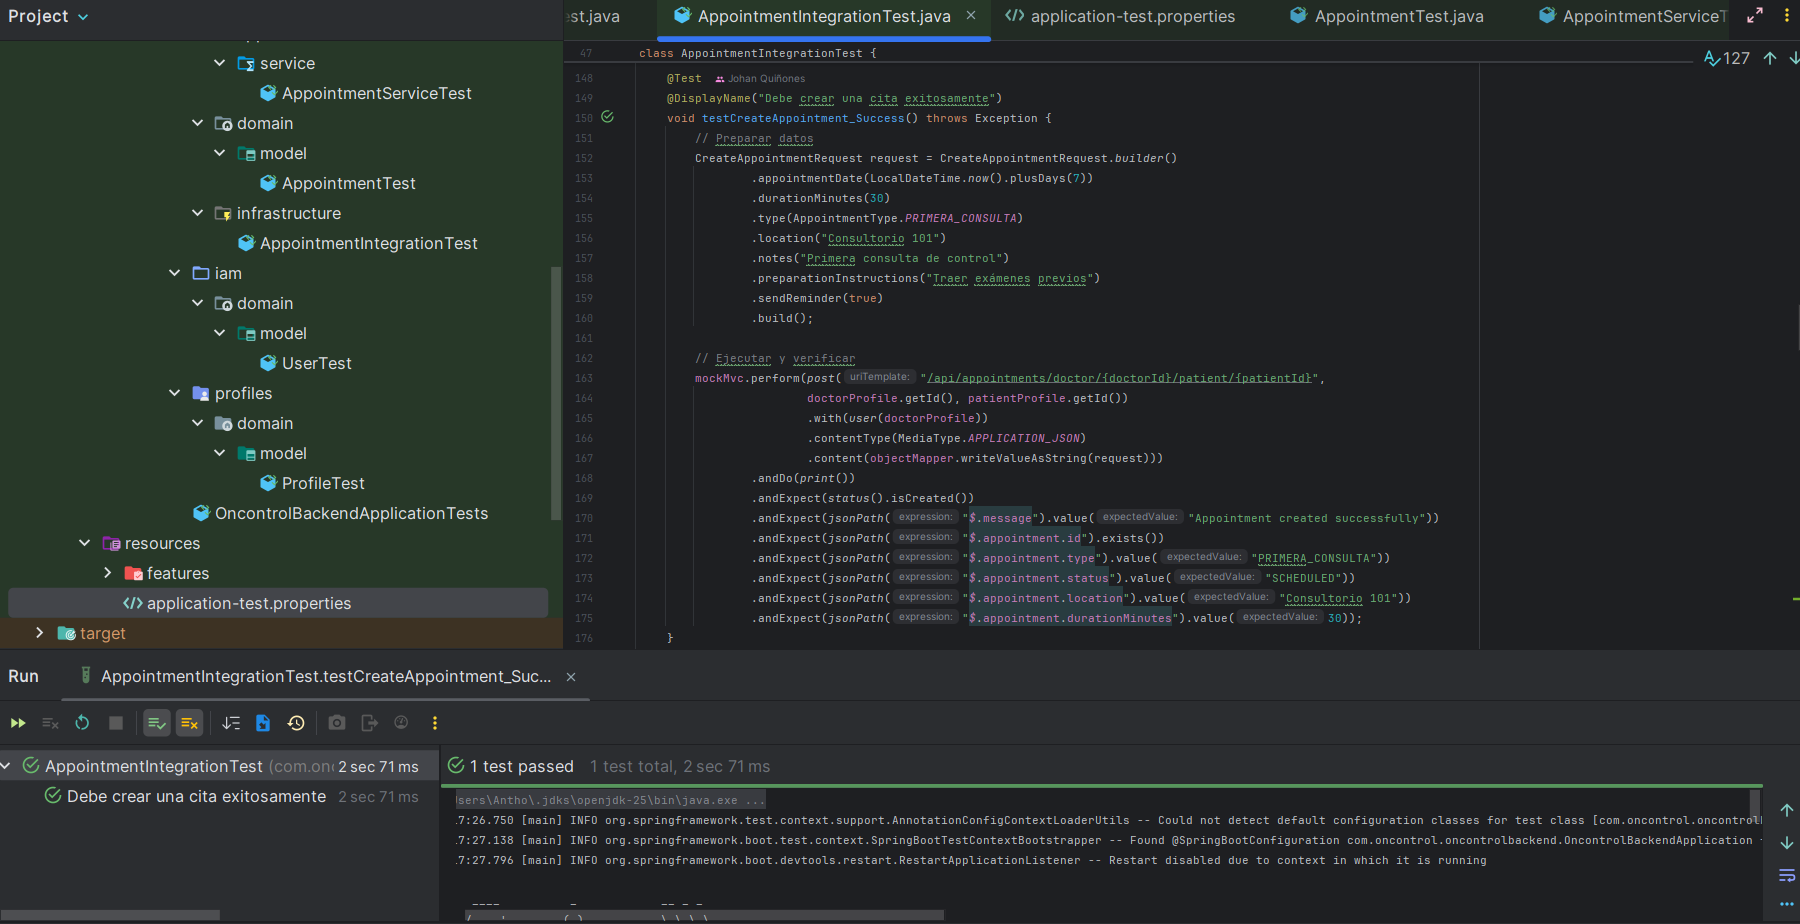 Project
est.java
AppointmentIntegrationTest.java
application-test.properties
AppointmentTest.java
AppointmentServiceT
service
AppointmentServiceTest
domain
model
AppointmentTest
infrastructure
AppointmentIntegrationTest
iam
domain
model
UserTest
profiles
domain
model
ProfileTest
OncontrolBackendApplicationTests
resources
features
application-test.properties
target
127
47 class AppointmentIntegrationTest {
148 @Test Johan Quiñones
149 @DisplayName("Debe crear una cita exitosamente")
150 void testCreateAppointment_Success() throws Exception {
151 // Preparar datos
152 CreateAppointmentRequest request = CreateAppointmentRequest.builder()
153 .appointmentDate(LocalDateTime.now().plusDays(7))
154 .durationMinutes(30)
155 .type(AppointmentType.PRIMERA_CONSULTA)
156 .location("Consultorio 101")
157 .notes("Primera consulta de control")
158 .preparationInstructions("Traer exámenes previos")
159 .sendReminder(true)
160 .build();
161
162 // Ejecutar y verificar
163 mockMvc.perform(post( uriTemplate: "/api/appointments/doctor/{doctorId}/patient/{patientId}",
164 doctorProfile.getId(), patientProfile.getId())
165 .with(user(doctorProfile))
166 .contentType(MediaType.APPLICATION_JSON)
167 .content(objectMapper.writeValueAsString(request)))
168 .andDo(print())
169 .andExpect(status().isCreated())
170 .andExpect(jsonPath( expression: "$.message").value( expectedValue: "Appointment created successfully"))
171 .andExpect(jsonPath( expression: "$.appointment.id").exists())
172 .andExpect(jsonPath( expression: "$.appointment.type").value( expectedValue: "PRIMERA_CONSULTA"))
173 .andExpect(jsonPath( expression: "$.appointment.status").value( expectedValue: "SCHEDULED"))
174 .andExpect(jsonPath( expression: "$.appointment.location").value( expectedValue: "Consultorio 101"))
175 .andExpect(jsonPath( expression: "$.appointment.durationMinutes").value( expectedValue: 30));
176 }
Run
AppointmentIntegrationTest.testCreateAppointment_Suc...
AppointmentIntegrationTest (com.onc 2 sec 71 ms
Debe crear una cita exitosamente 2 sec 71 ms
1 test passed 1 test total, 2 sec 71 ms
sers\Antho\.jdks\openjdk-25\bin\java.exe ...
17:26.750 [main] INFO org.springframework.test.context.support.AnnotationConfigContextLoaderUtils -- Could not detect default configuration classes for test class [com.oncontrol.oncontrol
17:27.138 [main] INFO org.springframework.boot.test.context.SpringBootTestContextBootstrapper -- Found @SpringBootConfiguration com.oncontrol.oncontrolbackend.OncontrolBackendApplication
17:27.796 [main] INFO org.springframework.boot.devtools.restart.RestartApplicationListener -- Restart disabled due to context in which it is running